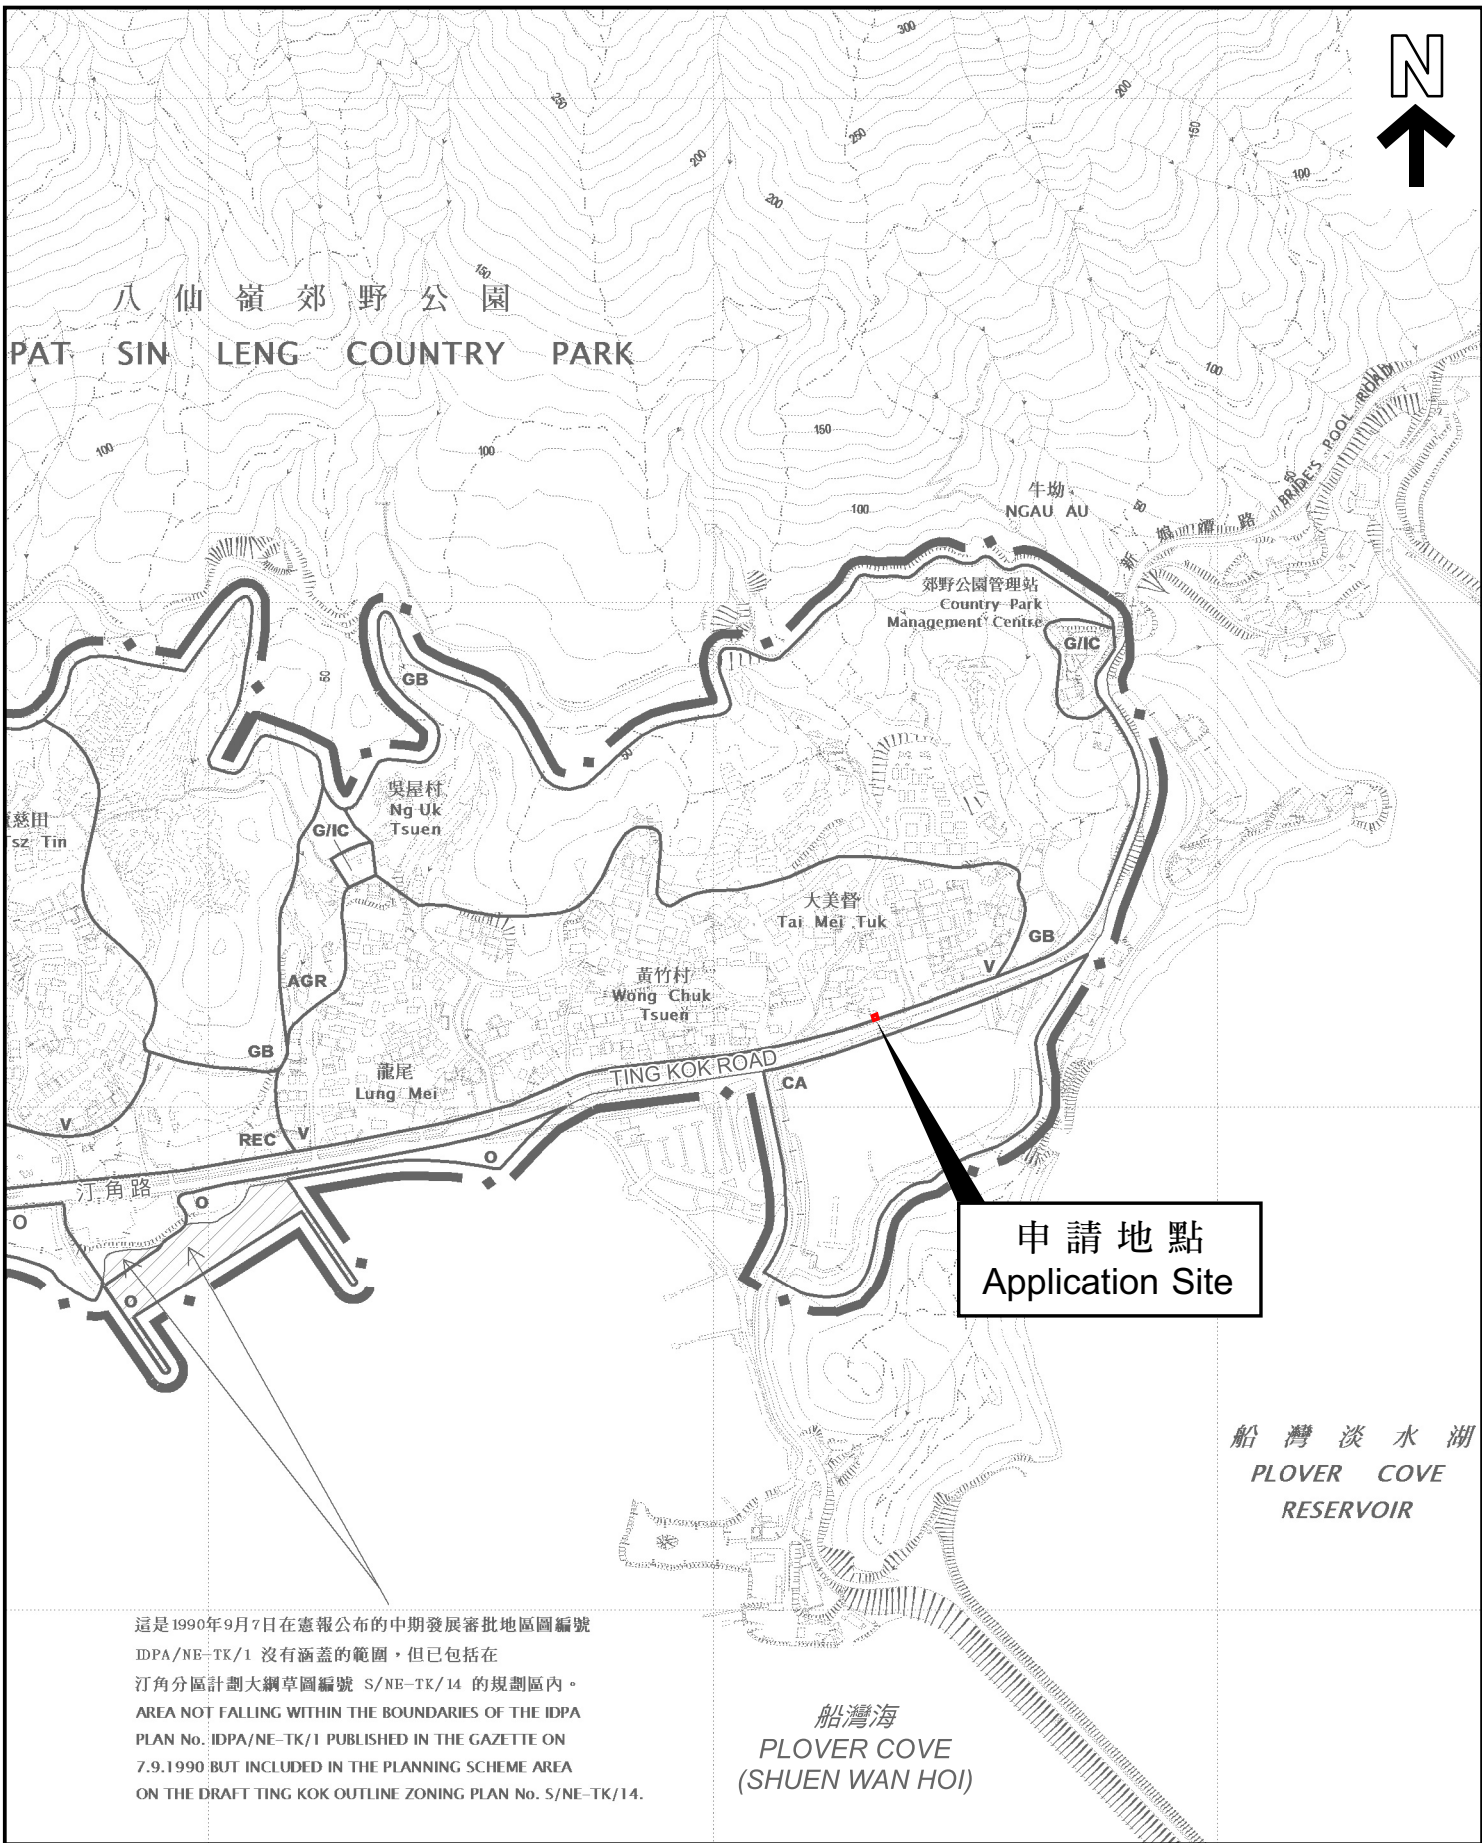 N
300
250
200
150
250
200
100
200
150
八仙嶺郊野公園
PAT SIN LENG COUNTRY PARK
100
BRIDE'S POOL ROAD
新娘潭路
150
100
100
50
牛坳
NGAU AU
50
100
郊野公園管理站
Country Park
Management Centre
G/IC
GB
50
50
吳屋村
Ng Uk
Tsuen
G/IC
慈田
Tsz Tin
大美督
Tai Mei Tuk
GB
V
黃竹村
Wong Chuk
Tsuen
AGR
GB
龍尾
Lung Mei
TING KOK ROAD
CA
V
REC
V
O
汀角路
O
O
O
申請地點
Application Site
船灣淡水湖
PLOVER COVE
RESERVOIR
這是1990年9月7日在憲報公布的中期發展審批地區圖編號
IDPA/NE-TK/1 沒有涵蓋的範圍，但已包括在
汀角分區計劃大綱草圖編號 S/NE-TK/14 的規劃區內。
AREA NOT FALLING WITHIN THE BOUNDARIES OF THE IDPA
PLAN No. IDPA/NE-TK/1 PUBLISHED IN THE GAZETTE ON
7.9.1990 BUT INCLUDED IN THE PLANNING SCHEME AREA
ON THE DRAFT TING KOK OUTLINE ZONING PLAN No. S/NE-TK/14.
船灣海
PLOVER COVE
(SHUEN WAN HOI)